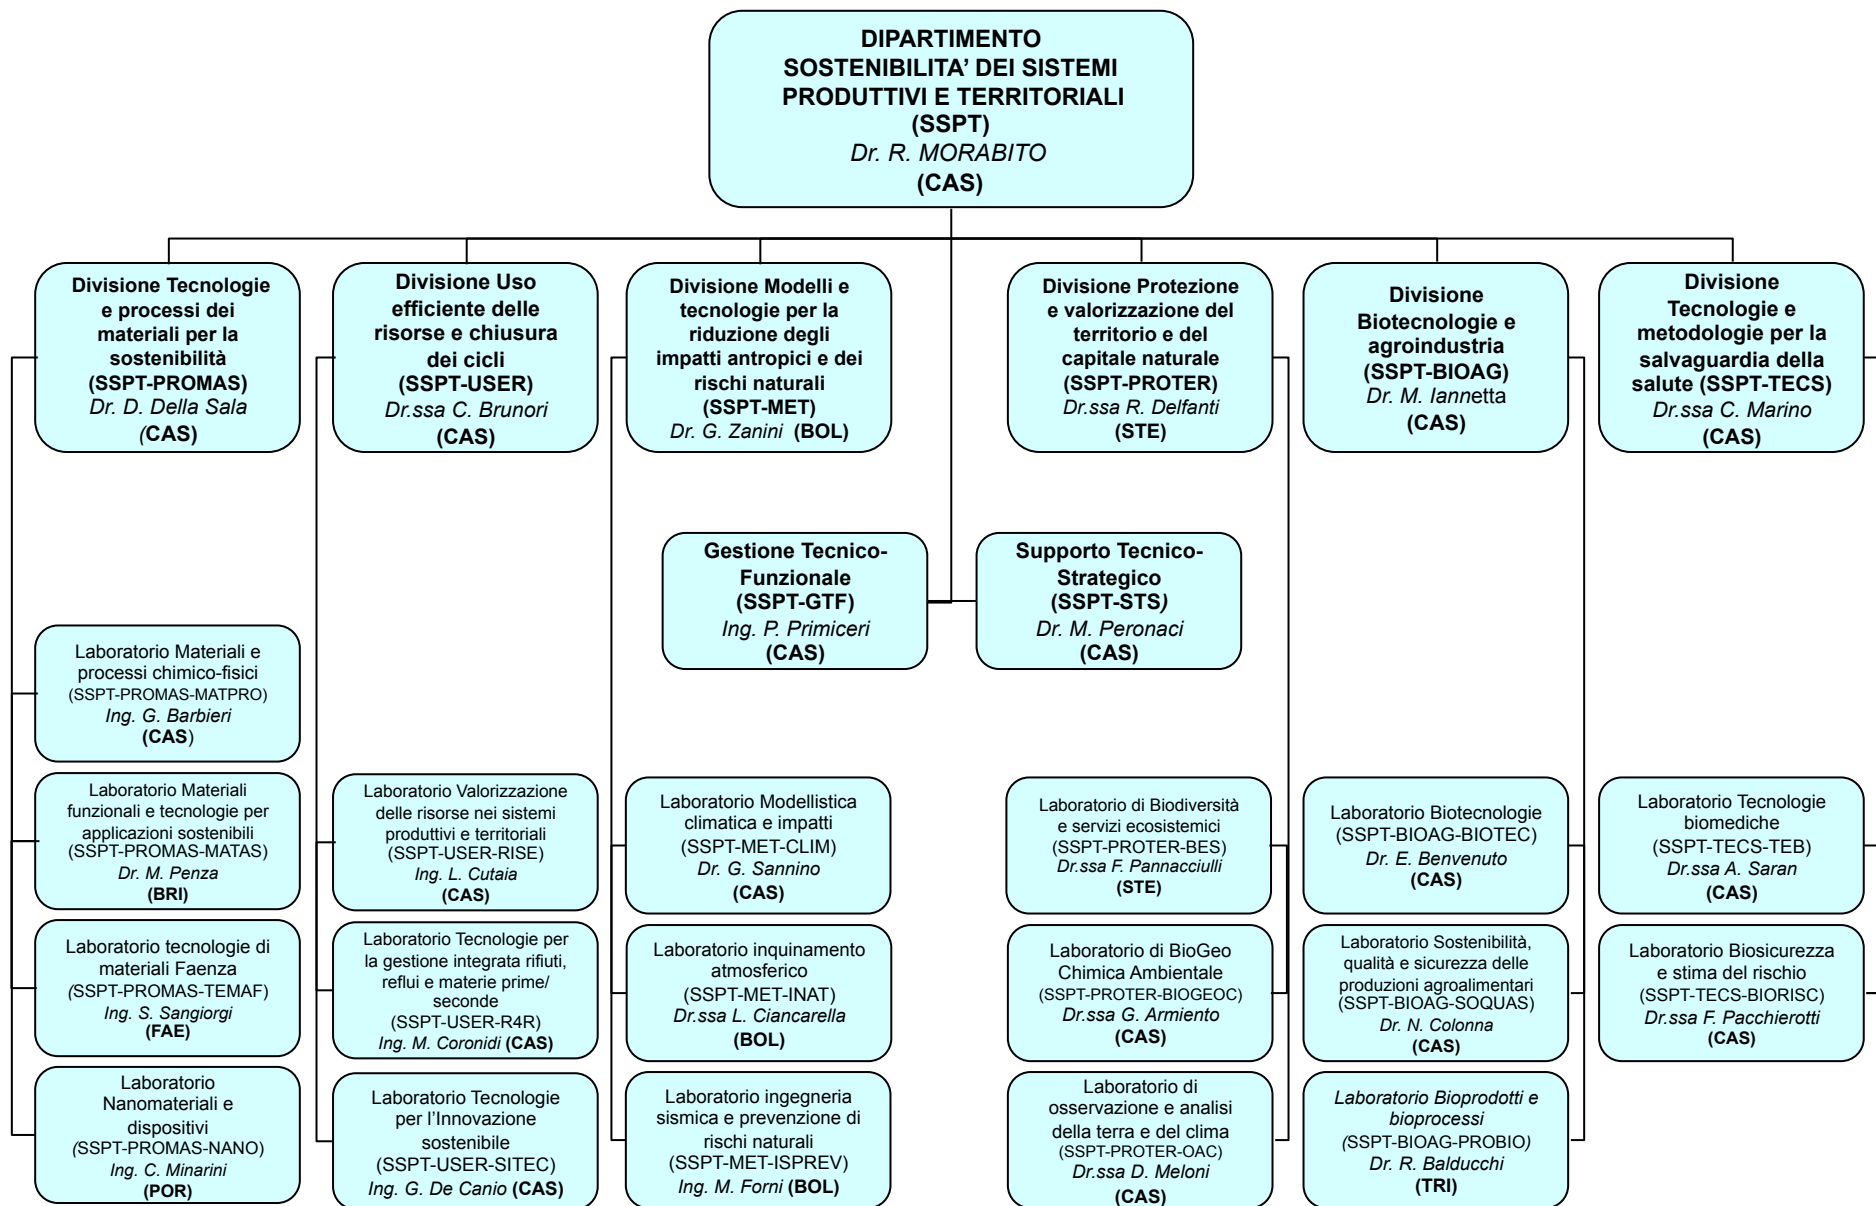 DIPARTIMENTO
SOSTENIBILITA’ DEI SISTEMI
PRODUTTIVI E TERRITORIALI
(SSPT)
Dr. R. MORABITO
(CAS)
Divisione Tecnologie
e processi dei
materiali per la
sostenibilità
(SSPT-PROMAS)
Dr. D. Della Sala
(CAS)
Divisione Uso
efficiente delle
risorse e chiusura
dei cicli
(SSPT-USER)
Dr.ssa C. Brunori
(CAS)
Divisione Modelli e
tecnologie per la
riduzione degli
impatti antropici e dei
rischi naturali
(SSPT-MET)
Dr. G. Zanini (BOL)
Divisione Protezione
e valorizzazione del
territorio e del
capitale naturale
(SSPT-PROTER)
Dr.ssa R. Delfanti
(STE)
Divisione
Biotecnologie e
agroindustria
(SSPT-BIOAG)
Dr. M. Iannetta
(CAS)
Divisione
Tecnologie e
metodologie per la
salvaguardia della
salute (SSPT-TECS)
Dr.ssa C. Marino
(CAS)
Gestione Tecnico-
Funzionale
(SSPT-GTF)
Ing. P. Primiceri
(CAS)
Supporto Tecnico-
Strategico
(SSPT-STS)
Dr. M. Peronaci
(CAS)
Laboratorio Materiali e
processi chimico-fisici
(SSPT-PROMAS-MATPRO)
Ing. G. Barbieri
(CAS)
Laboratorio Materiali
funzionali e tecnologie per
applicazioni sostenibili
(SSPT-PROMAS-MATAS)
Dr. M. Penza
(BRI)
Laboratorio tecnologie di
materiali Faenza
(SSPT-PROMAS-TEMAF)
Ing. S. Sangiorgi
(FAE)
Laboratorio
Nanomateriali e
dispositivi
(SSPT-PROMAS-NANO)
Ing. C. Minarini
(POR)
Laboratorio Valorizzazione
delle risorse nei sistemi
produttivi e territoriali
(SSPT-USER-RISE)
Ing. L. Cutaia
(CAS)
Laboratorio Tecnologie per
la gestione integrata rifiuti,
reflui e materie prime/
seconde
(SSPT-USER-R4R)
Ing. M. Coronidi (CAS)
Laboratorio Tecnologie
per l’Innovazione
sostenibile
(SSPT-USER-SITEC)
Ing. G. De Canio (CAS)
Laboratorio Modellistica
climatica e impatti
(SSPT-MET-CLIM)
Dr. G. Sannino
(CAS)
Laboratorio inquinamento
atmosferico
(SSPT-MET-INAT)
Dr.ssa L. Ciancarella
(BOL)
Laboratorio ingegneria
sismica e prevenzione di
rischi naturali
(SSPT-MET-ISPREV)
Ing. M. Forni (BOL)
Laboratorio di Biodiversità
e servizi ecosistemici
(SSPT-PROTER-BES)
Dr.ssa F. Pannacciulli
(STE)
Laboratorio di BioGeo
Chimica Ambientale
(SSPT-PROTER-BIOGEOC)
Dr.ssa G. Armiento
(CAS)
Laboratorio di
osservazione e analisi
della terra e del clima
(SSPT-PROTER-OAC)
Dr.ssa D. Meloni
(CAS)
Laboratorio Biotecnologie
(SSPT-BIOAG-BIOTEC)
Dr. E. Benvenuto
(CAS)
Laboratorio Sostenibilità,
qualità e sicurezza delle
produzioni agroalimentari
(SSPT-BIOAG-SOQUAS)
Dr. N. Colonna
(CAS)
Laboratorio Bioprodotti e
bioprocessi
(SSPT-BIOAG-PROBIO)
Dr. R. Balducchi
(TRI)
Laboratorio Tecnologie
biomediche
(SSPT-TECS-TEB)
Dr.ssa A. Saran
(CAS)
Laboratorio Biosicurezza
e stima del rischio
(SSPT-TECS-BIORISC)
Dr.ssa F. Pacchierotti
(CAS)